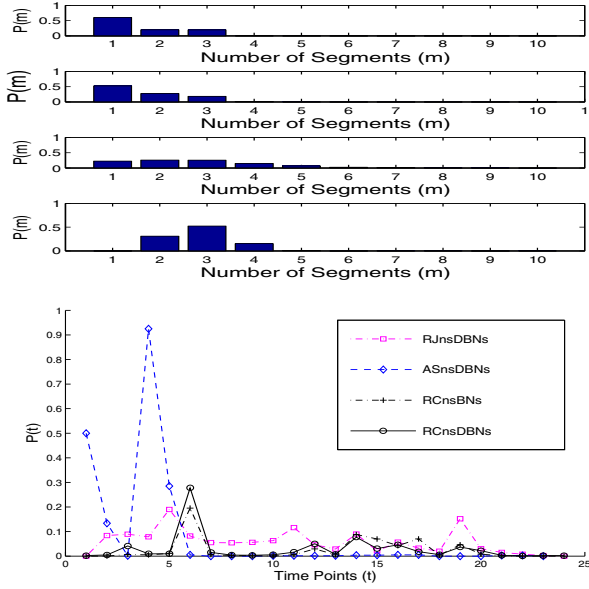 P(m)
1
0.5
0
1 2 3 4 5 6 7 8 9 10
Number of Segments (m)
P(m)
1
0.5
0
1 2 3 4 5 6 7 8 9 10 1
Number of Segments (m)
P(m)
1
0.5
0
1 2 3 4 5 6 7 8 9 10
Number of Segments (m)
P(m)
1
0.5
0
1 2 3 4 5 6 7 8 9 10
Number of Segments (m)
P(t)
1
0.9
0.8
0.7
0.6
0.5
0.4
0.3
0.2
0.1
0
RJnsDBNs
ASnsDBNs
RCnsBNs
RCnsDBNs
0 5 10 15 20 25
Time Points (t)